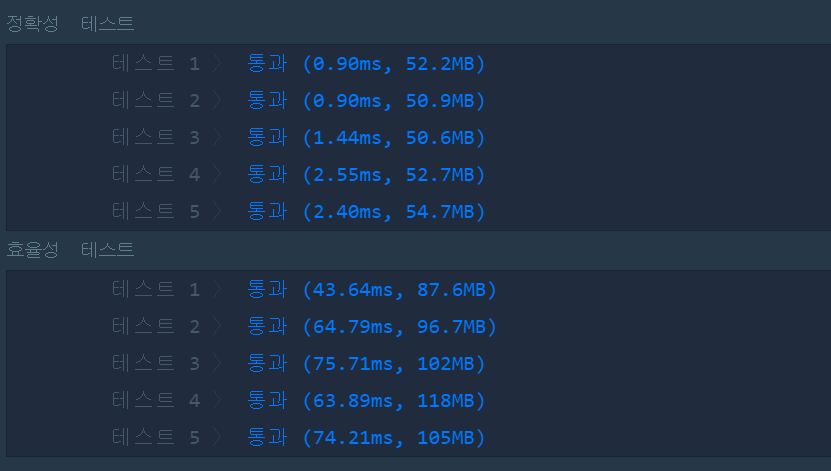 정확성 테스트
테스트 1 〉 통과 (0.90ms, 52.2MB)
테스트 2 〉 통과 (0.90ms, 50.9MB)
테스트 3 〉 통과 (1.44ms, 50.6MB)
테스트 4 〉 통과 (2.55ms, 52.7MB)
테스트 5 〉 통과 (2.40ms, 54.7MB)
효율성 테스트
테스트 1 〉 통과 (43.64ms, 87.6MB)
테스트 2 〉 통과 (64.79ms, 96.7MB)
테스트 3 〉 통과 (75.71ms, 102MB)
테스트 4 〉 통과 (63.89ms, 118MB)
테스트 5 〉 통과 (74.21ms, 105MB)